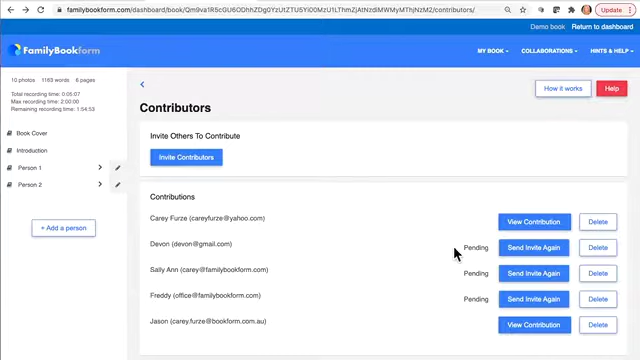 familybookform.com/dashboard/book/
Update
Demo book Return to dashboard
FamilyBookform
MY BOOK COLLABORATIONS HINTS & HELP
10 photos 1163 words 6 pages
Total recording time: 0:05:07
Max recording time: 2:00:00
Remaining recording time: 1:54:53
Book Cover
Introduction
Person 1
Person 2
+ Add a person
How it works Help
Contributors
Invite Others To Contribute
Invite Contributors
Contributions
Carey Furze (careyfurze@yahoo.com) View Contribution Delete
Devon (devon@gmail.com) Pending Send Invite Again Delete
Sally Ann (carey@familybookform.com) Pending Send Invite Again Delete
Freddy (office@familybookform.com) Pending Send Invite Again Delete
Jason (carey.furze@bookform.com.au) View Contribution Delete